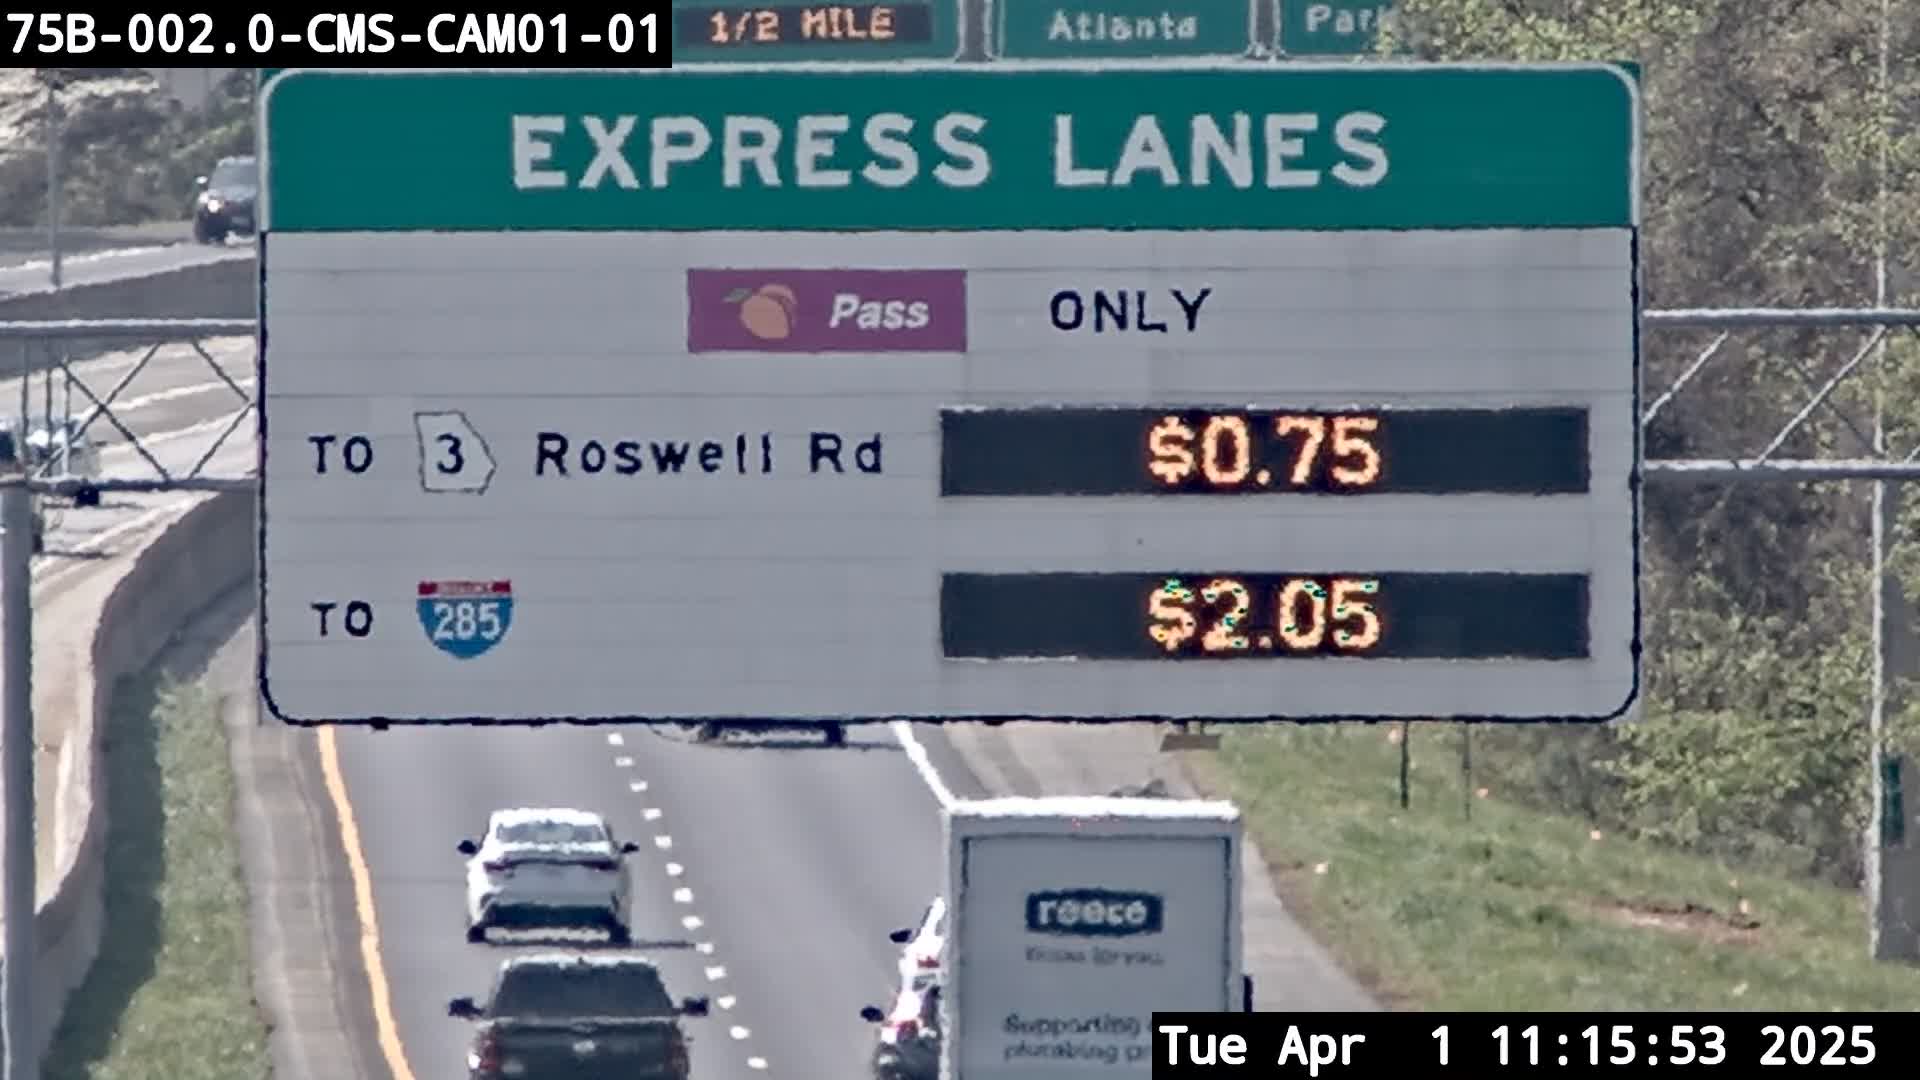 75B-002.0-CMS-CAM01-01
1/2 MILE
Atlanta
EXPRESS LANES
Pass ONLY
TO 3 Roswell Rd $0.75
TO 285 $2.05
reece
Supporting
Tue Apr 1 11:15:53 2025